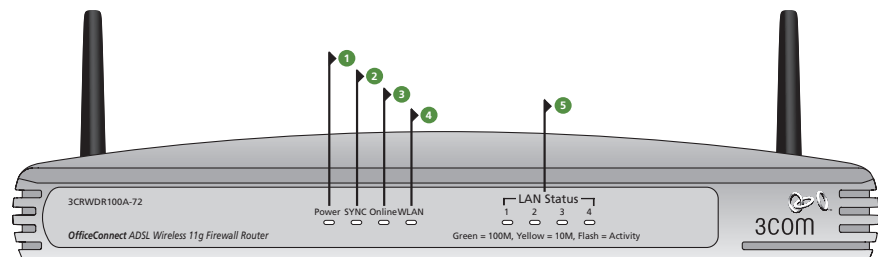 1
2
3
4
5
3CRWDR100A-72
LAN Status
Power SYNC Online WLAN 1 2 3 4
OfficeConnect ADSL Wireless 11g Firewall Router
Green = 100M, Yellow = 10M, Flash = Activity
3COM